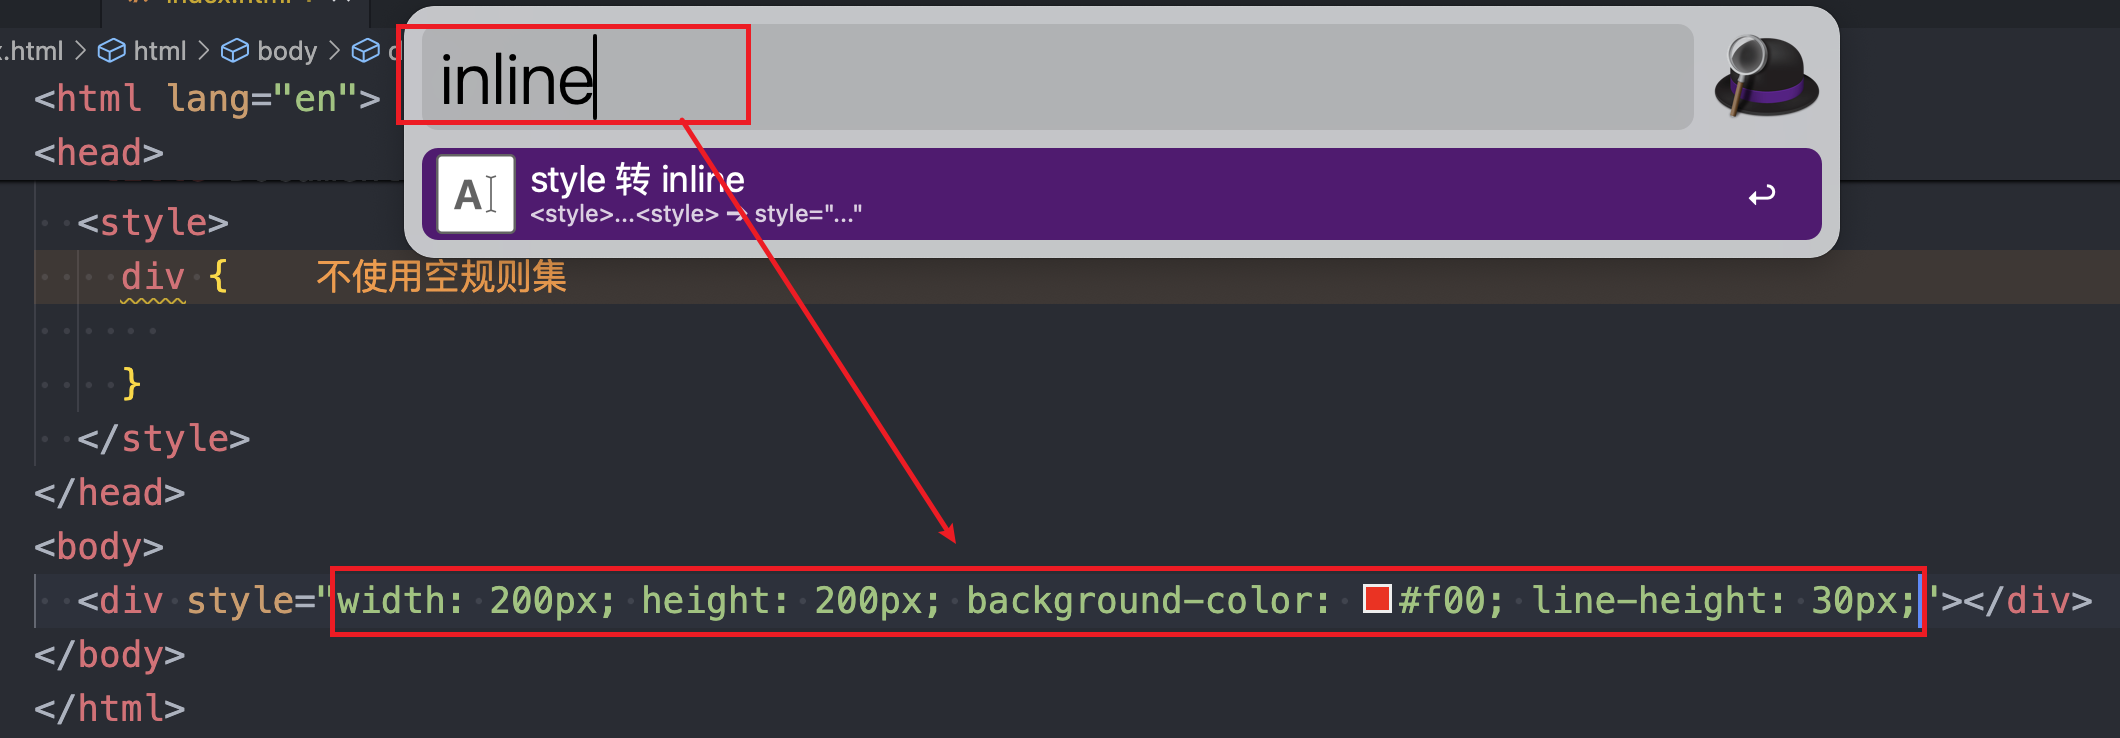 index.html
.html > html > body > d
inline
<html lang="en">
<head>
style 转 inline
<style>...<style> → style="..."
<style>
div { 不使用空规则集
}
</style>
</head>
<body>
<div style="width: 200px; height: 200px; background-color: #f00; line-height: 30px;"></div>
</body>
</html>